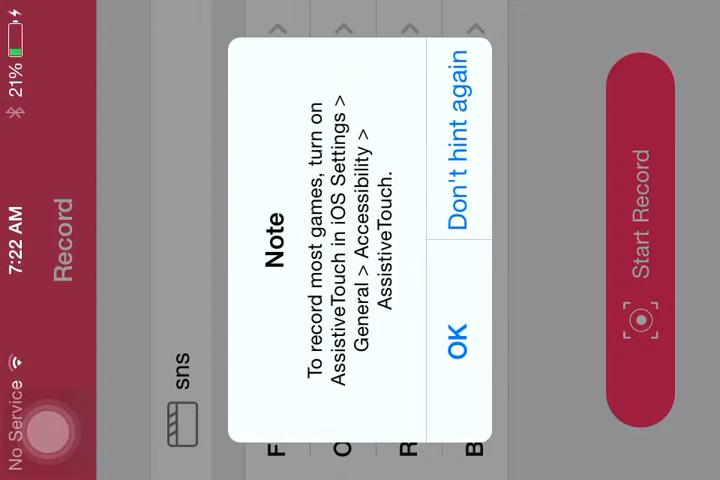 No Service 7:22 AM 21%
Record
sns
Note
To record most games, turn on
AssistiveTouch in iOS Settings >
General > Accessibility >
AssistiveTouch.
OK Don't hint again
F
O
R
B
Start Record